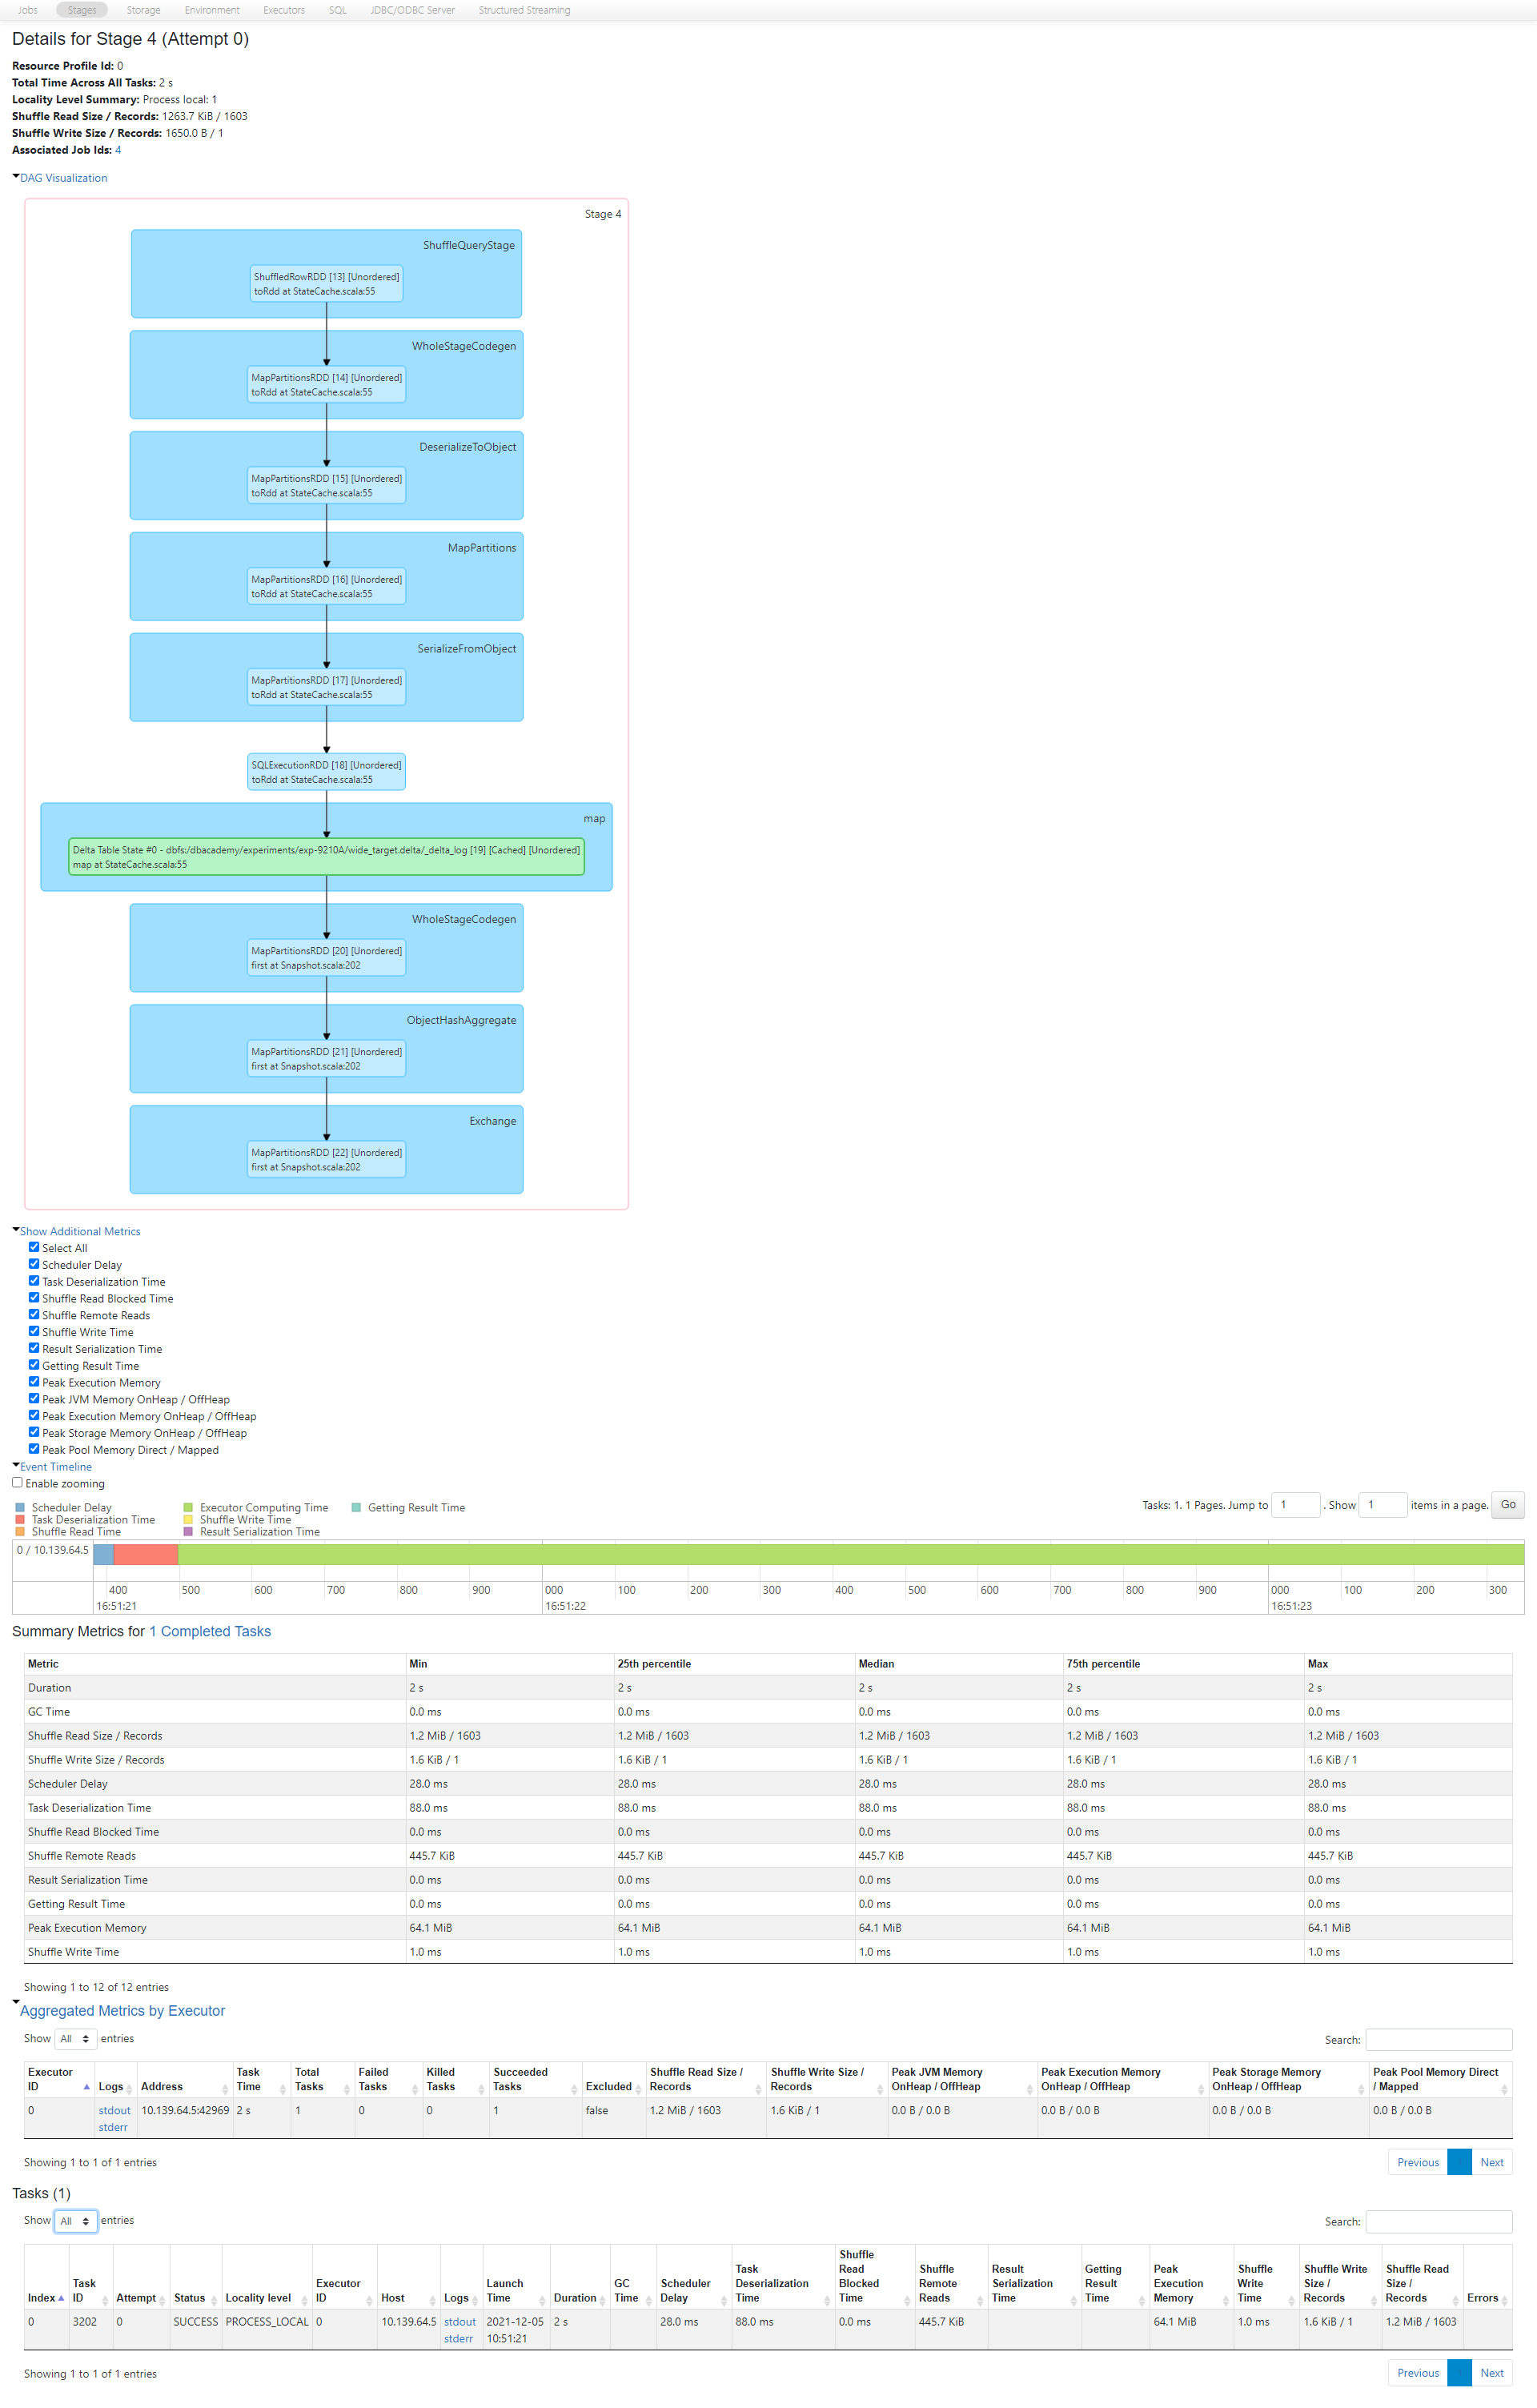 Jobs Stages Storage Environment Executors SQL JDBC/ODBC Server Structured Streaming
Details for Stage 4 (Attempt 0)
Resource Profile Id: 0
Total Time Across All Tasks: 2 s
Locality Level Summary: Process local: 1
Shuffle Read Size / Records: 1263.7 KiB / 1603
Shuffle Write Size / Records: 1650.0 B / 1
Associated Job Ids: 4
DAG Visualization
Stage 4
ShuffleQueryStage
ShuffledRowRDD [13] [Unordered]
toRdd at StateCache.scala:55
WholeStageCodegen
MapPartitionsRDD [14] [Unordered]
toRdd at StateCache.scala:55
DeserializeToObject
MapPartitionsRDD [15] [Unordered]
toRdd at StateCache.scala:55
MapPartitions
MapPartitionsRDD [16] [Unordered]
toRdd at StateCache.scala:55
SerializeFromObject
MapPartitionsRDD [17] [Unordered]
toRdd at StateCache.scala:55
SQLExecutionRDD [18] [Unordered]
toRdd at StateCache.scala:55
map
Delta Table State #0 - dbfs:/dbacademy/experiments/exp-9210A/wide_target.delta/_delta_log [19] [Cached] [Unordered]
map at StateCache.scala:55
WholeStageCodegen
MapPartitionsRDD [20] [Unordered]
first at Snapshot.scala:202
ObjectHashAggregate
MapPartitionsRDD [21] [Unordered]
first at Snapshot.scala:202
Exchange
MapPartitionsRDD [22] [Unordered]
first at Snapshot.scala:202
Show Additional Metrics
Select All
Scheduler Delay
Task Deserialization Time
Shuffle Read Blocked Time
Shuffle Remote Reads
Shuffle Write Time
Result Serialization Time
Getting Result Time
Peak Execution Memory
Peak JVM Memory OnHeap / OffHeap
Peak Execution Memory OnHeap / OffHeap
Peak Storage Memory OnHeap / OffHeap
Peak Pool Memory Direct / Mapped
Event Timeline
Enable zooming
Tasks: 1. 1 Pages. Jump to 1 . Show 1 items in a page. Go
Scheduler Delay Executor Computing Time Getting Result Time
Task Deserialization Time Shuffle Write Time
Shuffle Read Time Result Serialization Time
0 / 10.139.64.5
400 500 600 700 800 900 000 100 200 300 400 500 600 700 800 900 000 100 200 300
16:51:21 16:51:22 16:51:23
Summary Metrics for 1 Completed Tasks
Metric Min 25th percentile Median 75th percentile Max
Duration 2 s 2 s 2 s 2 s 2 s
GC Time 0.0 ms 0.0 ms 0.0 ms 0.0 ms 0.0 ms
Shuffle Read Size / Records 1.2 MiB / 1603 1.2 MiB / 1603 1.2 MiB / 1603 1.2 MiB / 1603 1.2 MiB / 1603
Shuffle Write Size / Records 1.6 KiB / 1 1.6 KiB / 1 1.6 KiB / 1 1.6 KiB / 1 1.6 KiB / 1
Scheduler Delay 28.0 ms 28.0 ms 28.0 ms 28.0 ms 28.0 ms
Task Deserialization Time 88.0 ms 88.0 ms 88.0 ms 88.0 ms 88.0 ms
Shuffle Read Blocked Time 0.0 ms 0.0 ms 0.0 ms 0.0 ms 0.0 ms
Shuffle Remote Reads 445.7 KiB 445.7 KiB 445.7 KiB 445.7 KiB 445.7 KiB
Result Serialization Time 0.0 ms 0.0 ms 0.0 ms 0.0 ms 0.0 ms
Getting Result Time 0.0 ms 0.0 ms 0.0 ms 0.0 ms 0.0 ms
Peak Execution Memory 64.1 MiB 64.1 MiB 64.1 MiB 64.1 MiB 64.1 MiB
Shuffle Write Time 1.0 ms 1.0 ms 1.0 ms 1.0 ms 1.0 ms
Showing 1 to 12 of 12 entries
Aggregated Metrics by Executor
Show All entries Search:
Executor ID Logs Address Task Time Total Tasks Failed Tasks Killed Tasks Succeeded Tasks Excluded Shuffle Read Size / Records Shuffle Write Size / Records Peak JVM Memory OnHeap / OffHeap Peak Execution Memory OnHeap / OffHeap Peak Storage Memory OnHeap / OffHeap Peak Pool Memory Direct / Mapped
0 stdout 10.139.64.5:42969 2 s 1 0 0 1 false 1.2 MiB / 1603 1.6 KiB / 1 0.0 B / 0.0 B 0.0 B / 0.0 B 0.0 B / 0.0 B 0.0 B / 0.0 B
stderr
Showing 1 to 1 of 1 entries Previous Next
Tasks (1)
Show All entries Search:
Index Task ID Attempt Status Locality level Executor ID Host Logs Launch Time Duration GC Time Scheduler Delay Task Deserialization Time Shuffle Read Blocked Time Shuffle Remote Reads Result Serialization Time Getting Result Time Peak Execution Memory Shuffle Write Time Shuffle Write Size / Records Shuffle Read Size / Records Errors
0 3202 0 SUCCESS PROCESS_LOCAL 0 10.139.64.5 stdout 2021-12-05 2 s 28.0 ms 88.0 ms 0.0 ms 445.7 KiB 64.1 MiB 1.0 ms 1.6 KiB / 1 1.2 MiB / 1603
stderr 10:51:21
Showing 1 to 1 of 1 entries Previous Next